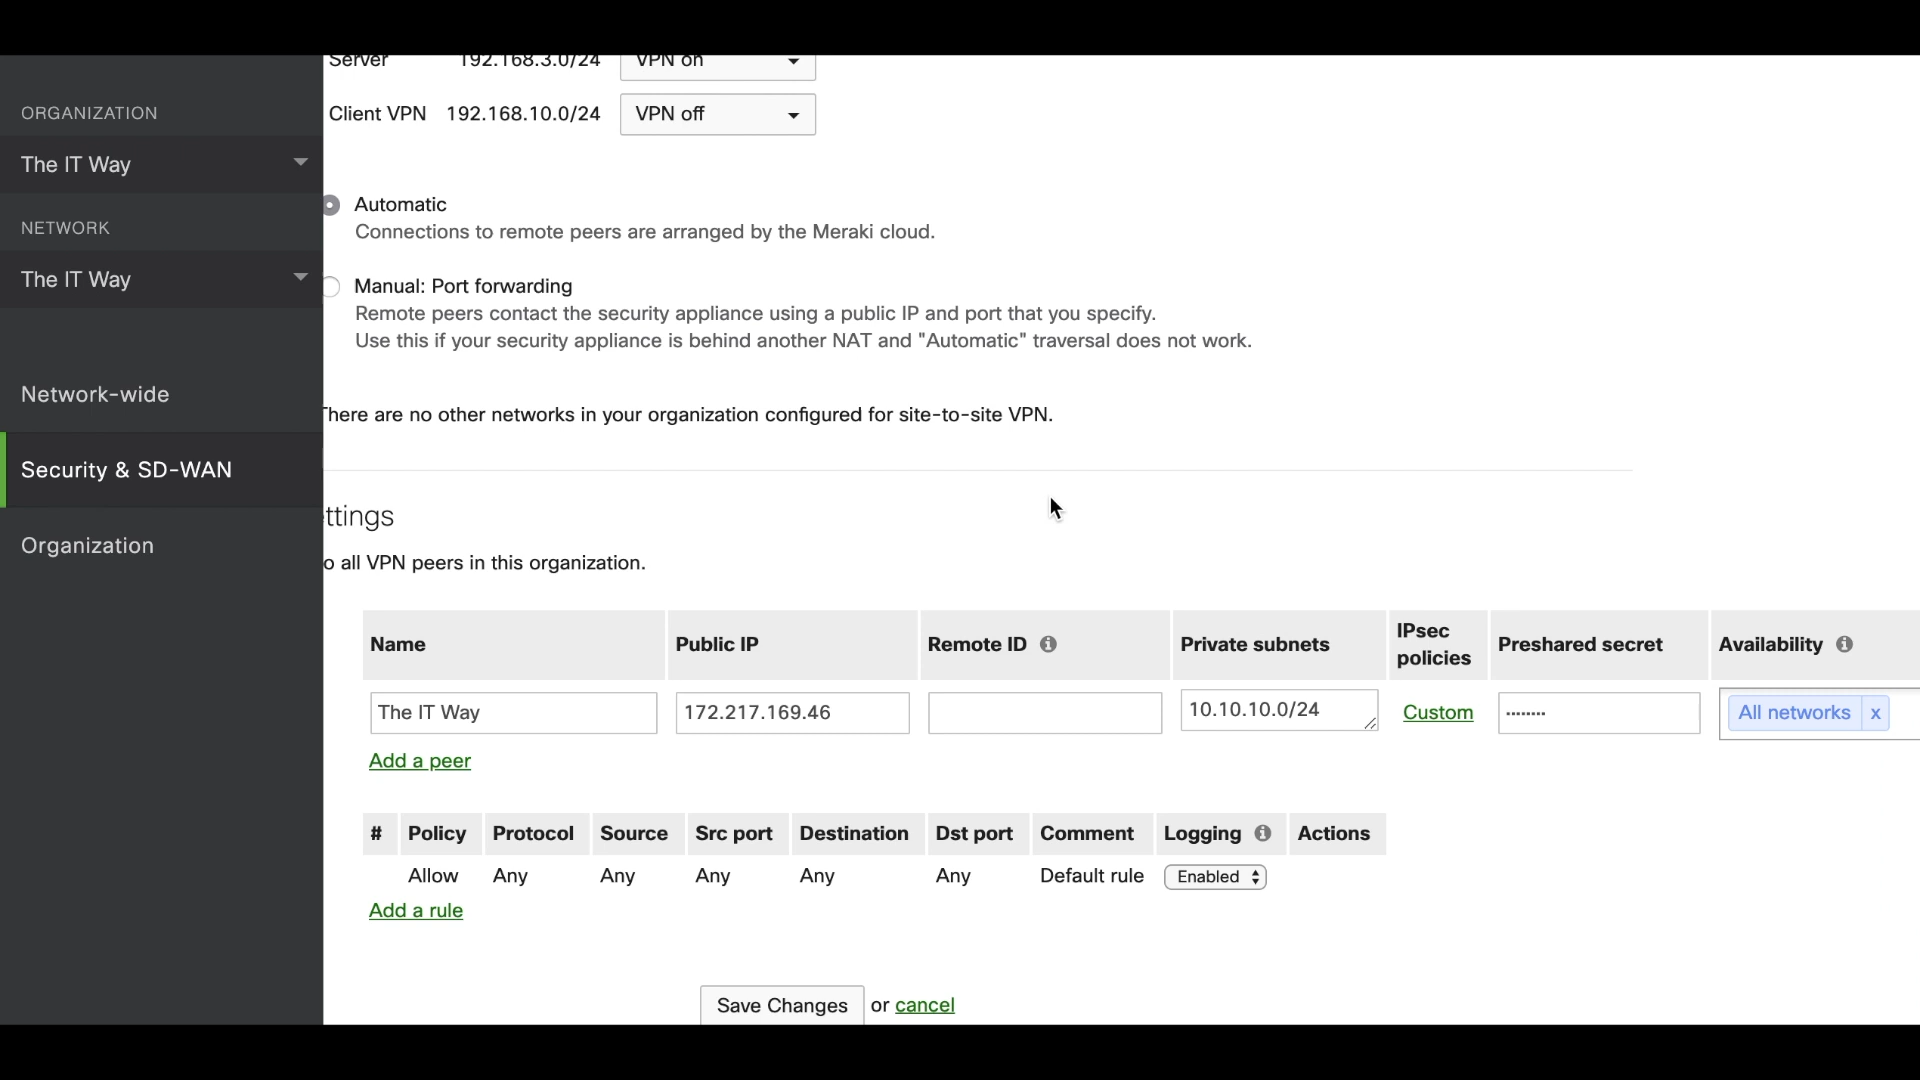 Server 192.168.3.0/24 VPN on
ORGANIZATION
Client VPN 192.168.10.0/24 VPN off
The IT Way
Automatic
Connections to remote peers are arranged by the Meraki cloud.
NETWORK
The IT Way
Manual: Port forwarding
Remote peers contact the security appliance using a public IP and port that you specify.
Use this if your security appliance is behind another NAT and "Automatic" traversal does not work.
Network-wide
There are no other networks in your organization configured for site-to-site VPN.
Security & SD-WAN
ttings
Organization
o all VPN peers in this organization.
Name Public IP Remote ID Private subnets IPsec policies Preshared secret Availability
The IT Way 172.217.169.46 10.10.10.0/24 Custom ........ All networks x
Add a peer
# Policy Protocol Source Src port Destination Dst port Comment Logging Actions
Allow Any Any Any Any Any Default rule Enabled
Add a rule
Save Changes or cancel